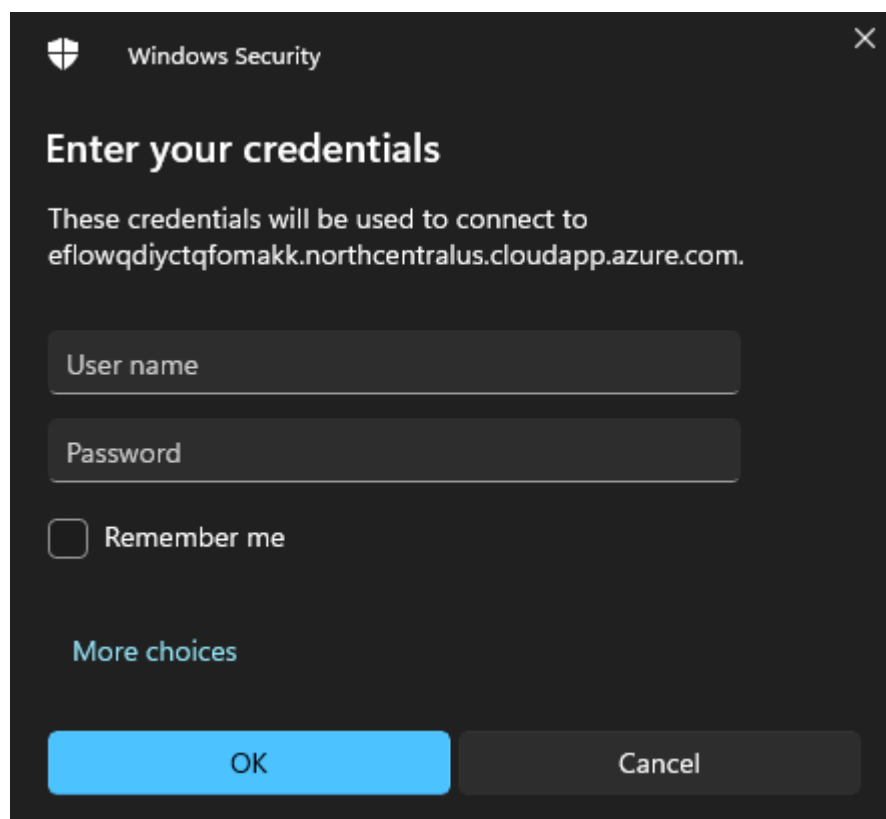 Windows Security
Enter your credentials
These credentials will be used to connect to
eflowqdiyctqfomakk.northcentralus.cloudapp.azure.com.
User name
Password
Remember me
More choices
OK
Cancel